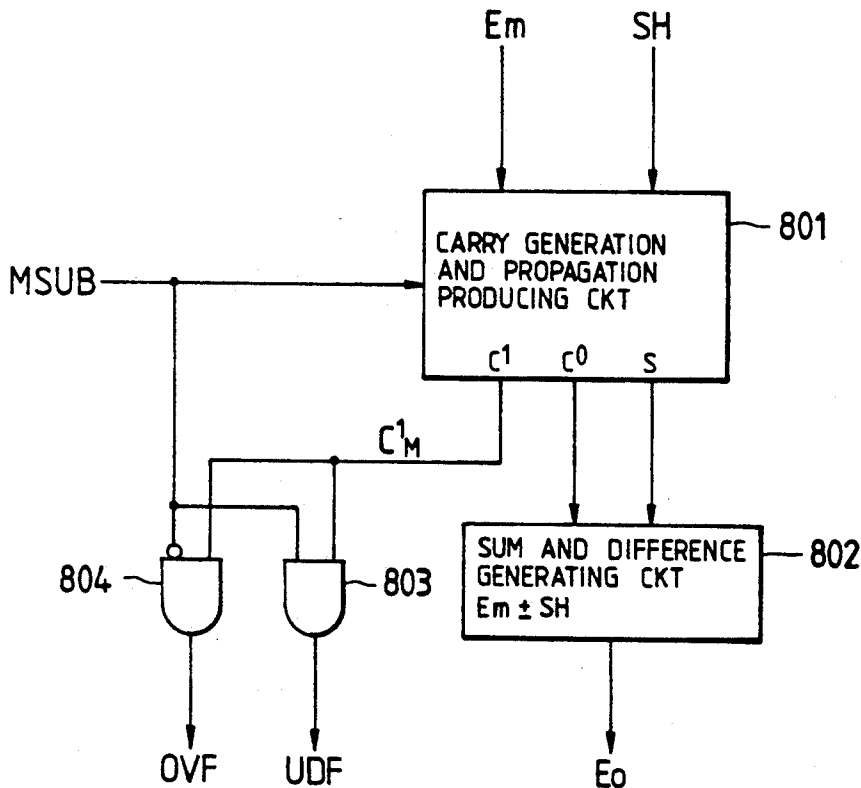 Em SH
801
CARRY GENERATION
AND PROPAGATION
PRODUCING CKT
MSUB
C¹ C⁰ S
C¹M
SUM AND DIFFERENCE
GENERATING CKT
Em ± SH
802
804
803
OVF UDF Eo